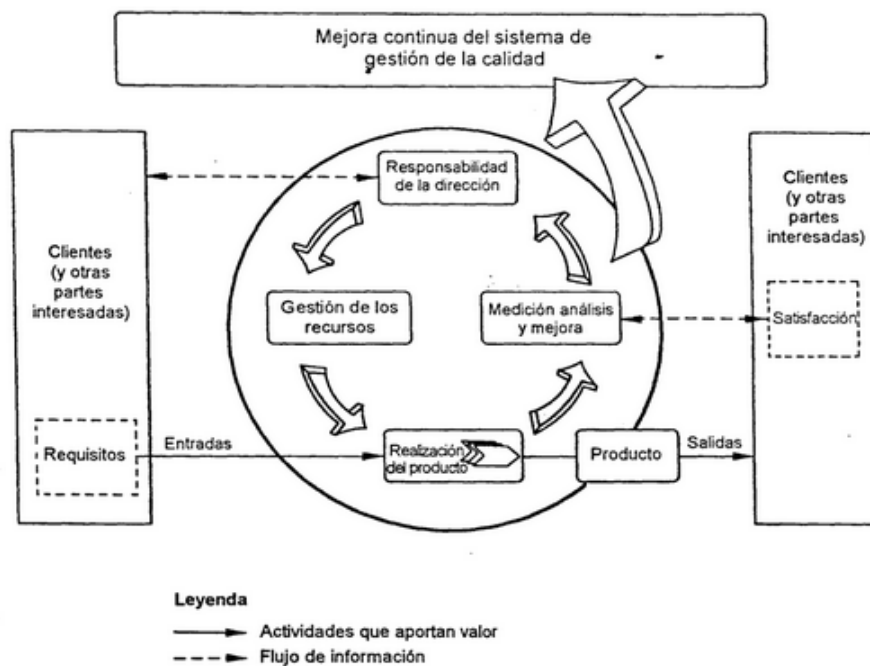 Mejora continua del sistema de
gestión de la calidad
Responsabilidad
de la dirección
Clientes
(y otras
partes
interesadas)
Clientes
(y otras
partes
interesadas)
Gestión de los
recursos
Medición análisis
y mejora
Satisfacción
Requisitos
Entradas
Realización
del producto
Producto
Salidas
Leyenda
Actividades que aportan valor
Flujo de información